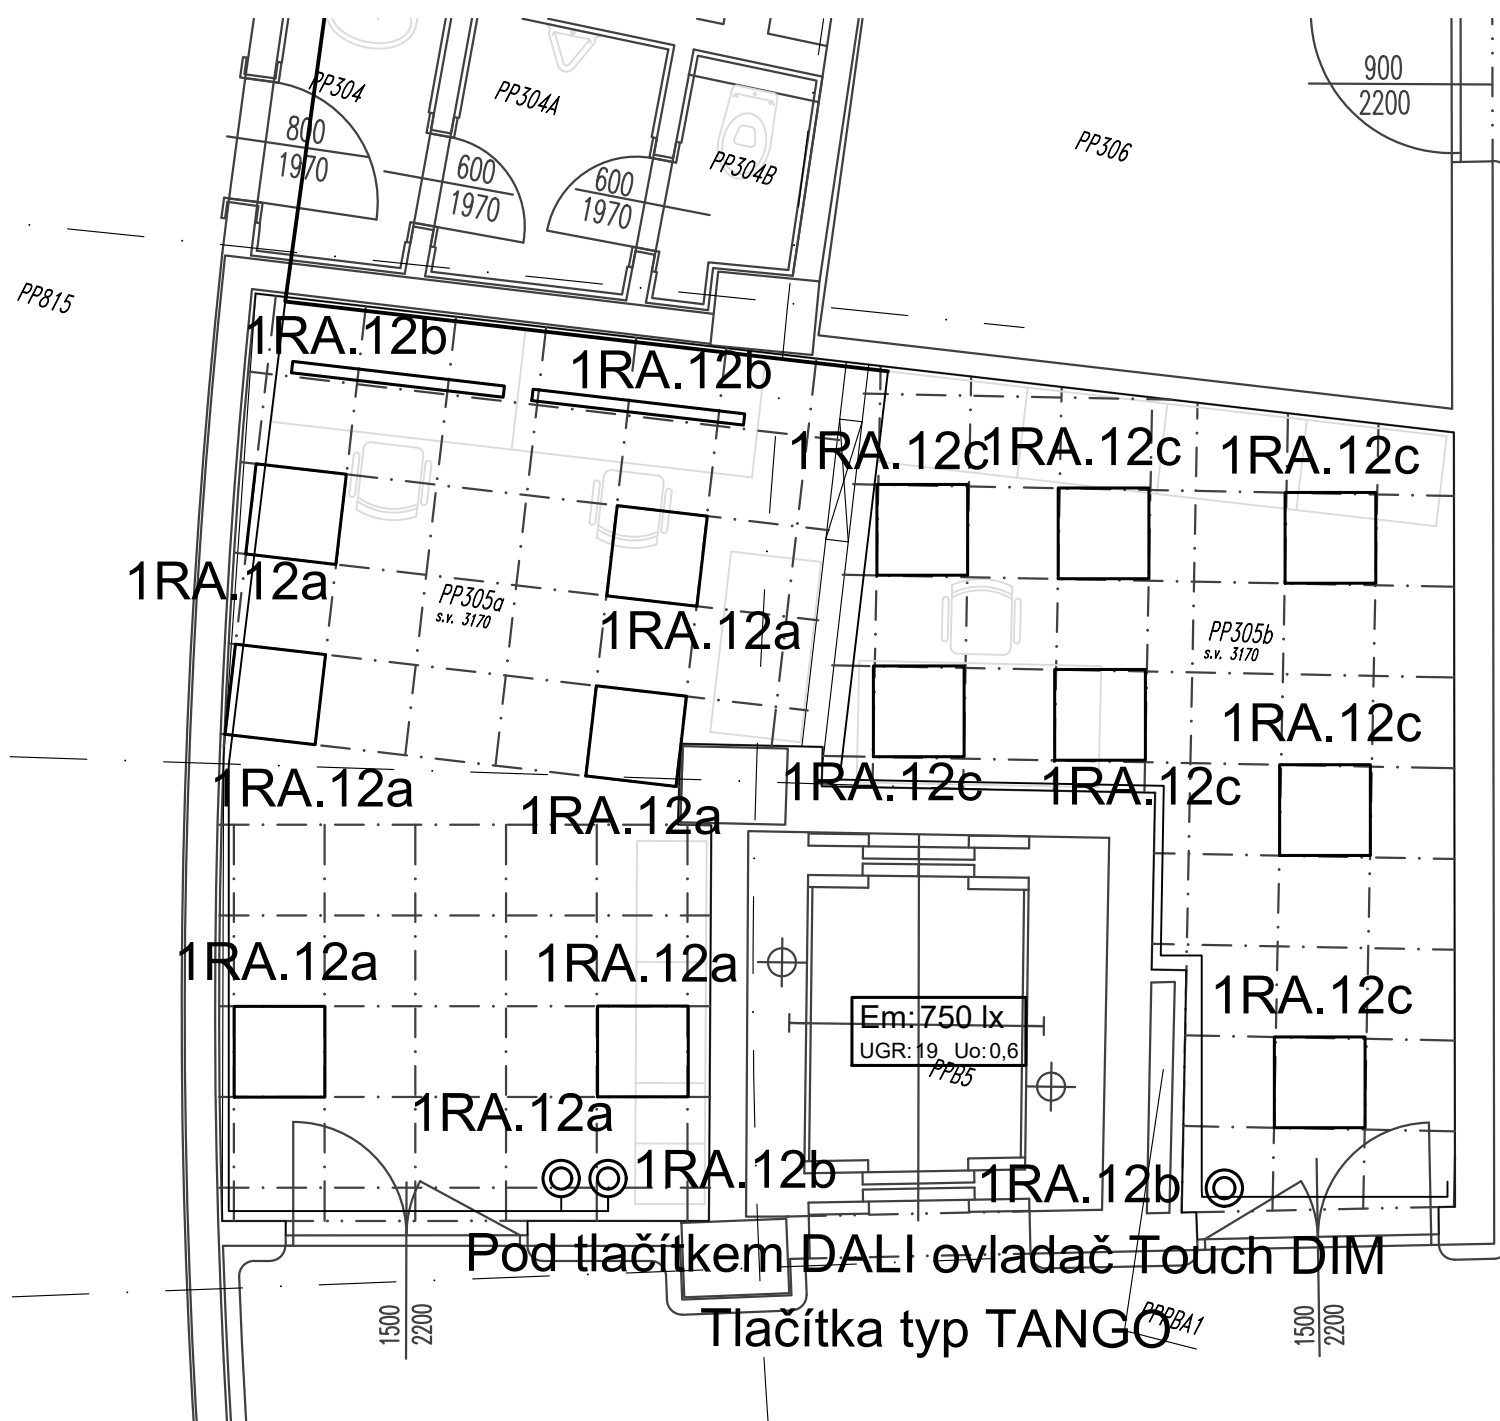 PP304
PP304A
PP304B
800
1970
600
1970
600
1970
PP306
900
2200
PP815
1RA.12b
1RA.12b
1RA.12c
1RA.12c
1RA.12c
1RA.12a
PP305a
s.v. 3170
1RA.12a
PP305b
s.v. 3170
1RA.12c
1RA.12a
1RA.12a
1RA.12c
1RA.12c
1RA.12a
1RA.12a
1RA.12c
Em: 750 lx
UGR: 19 Uo: 0,6
PPB5
1RA.12a
1RA.12b
1RA.12b
Pod tlačítkem DALI ovladač Touch DIM
Tlačítka typ TANGO
PPPBA1
1500
2200
1500
2200